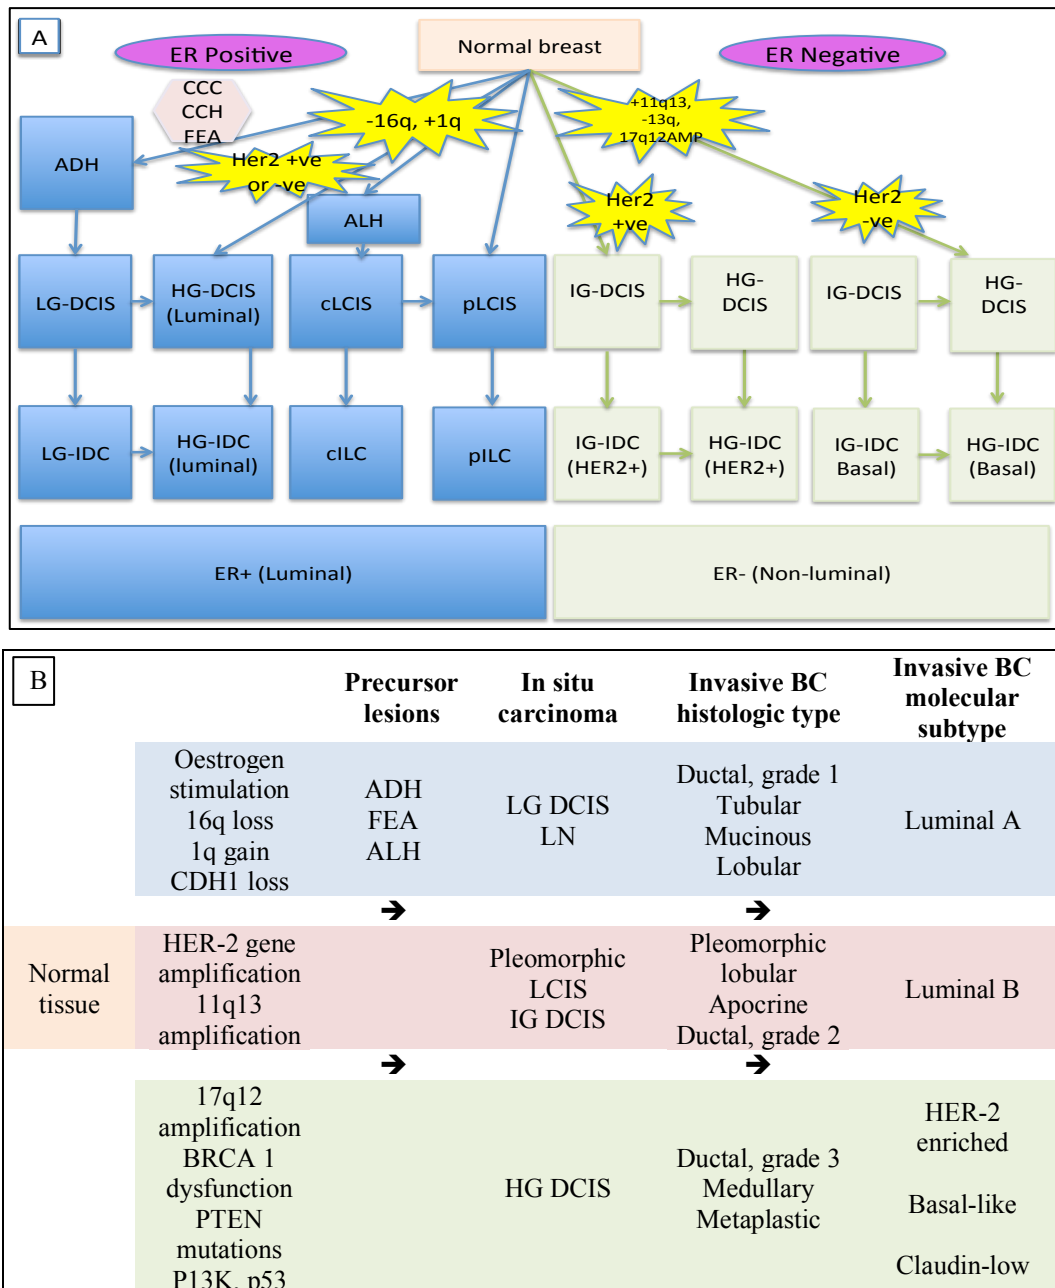 A
ER Positive
Normal breast
ER Negative
CCC
CCH
FEA
-16q, +1q
+11q13,
-13q,
17q12AMP
ADH
Her2 +ve
or -ve
ALH
Her2
+ve
Her2
-ve
LG-DCIS
HG-DCIS
(Luminal)
cLCIS
pLCIS
IG-DCIS
HG-
DCIS
IG-DCIS
HG-
DCIS
LG-IDC
HG-IDC
(luminal)
cILC
pILC
IG-IDC
(HER2+)
HG-IDC
(HER2+)
IG-IDC
Basal)
HG-IDC
(Basal)
ER+ (Luminal)
ER- (Non-luminal)
B
Precursor
lesions
In situ
carcinoma
Invasive BC
histologic type
Invasive BC
molecular
subtype
Oestrogen
stimulation
16q loss
1q gain
CDH1 loss
ADH
FEA
ALH
LG DCIS
LN
Ductal, grade 1
Tubular
Mucinous
Lobular
Luminal A
➔ ➔
Normal
tissue
HER-2 gene
amplification
11q13
amplification
Pleomorphic
LCIS
IG DCIS
Pleomorphic
lobular
Apocrine
Ductal, grade 2
Luminal B
➔ ➔
17q12
amplification
BRCA 1
dysfunction
PTEN
mutations
P13K, p53
HG DCIS
Ductal, grade 3
Medullary
Metaplastic
HER-2
enriched
Basal-like
Claudin-low